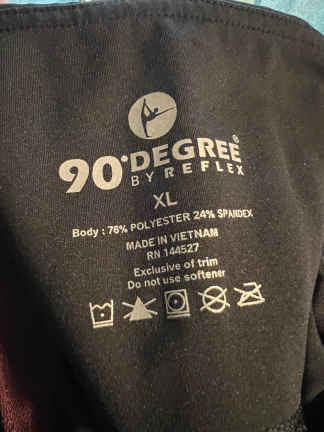 90°DEGREE®
BY REFLEX
XL
Body : 76% POLYESTER 24% SPANDEX
MADE IN VIETNAM
RN 144527
Exclusive of trim
Do not use softener